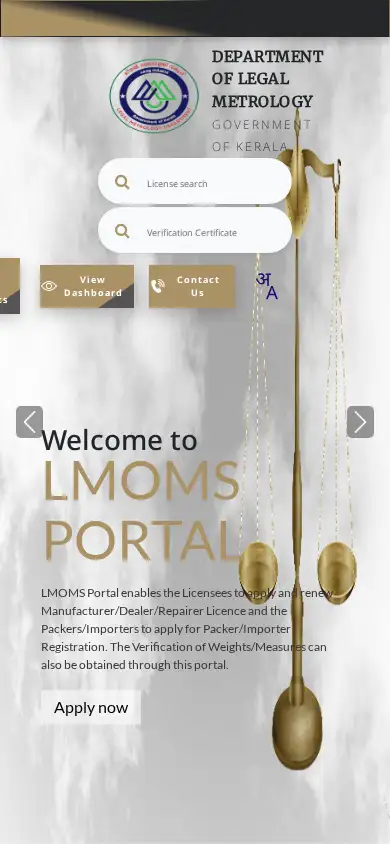 DEPARTMENT
OF LEGAL
METROLOGY
GOVERNMENT
OF KERALA
License search
Verification Certificate
cs
View
Dashboard
Contact
Us
अ
A
Welcome to
LMOMS
PORTAL
LMOMS Portal enables the Licensees to apply and renew
Manufacturer/Dealer/Repairer Licence and the
Packers/Importers to apply for Packer/Importer
Registration. The Verification of Weights/Measures can
also be obtained through this portal.
Apply now